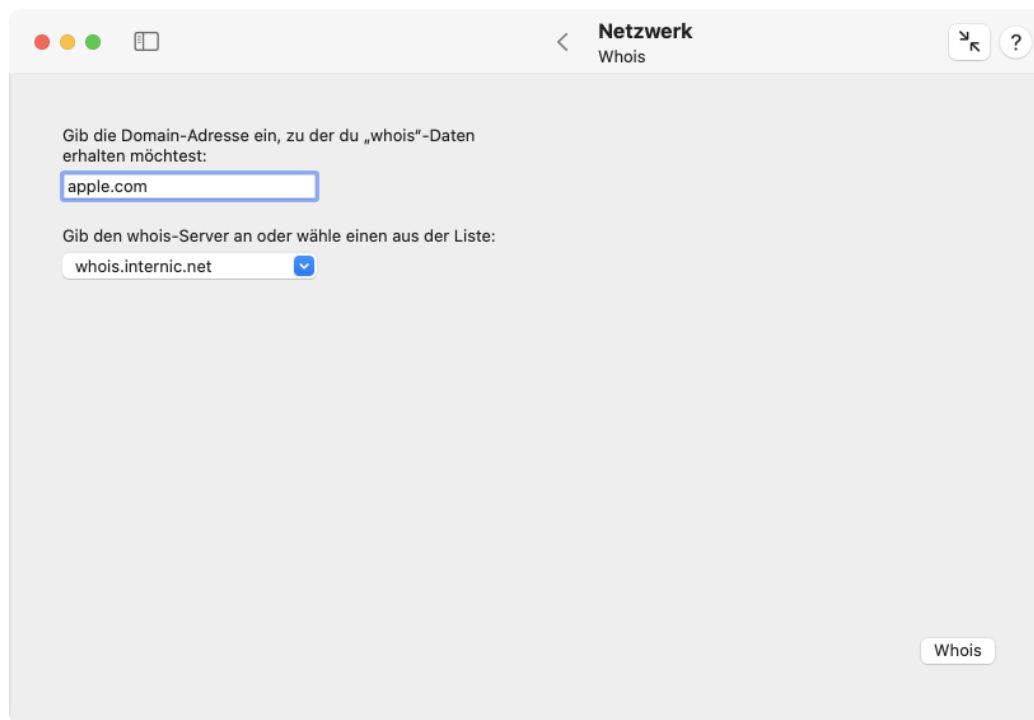 Netzwerk
Whois
?
Gib die Domain-Adresse ein, zu der du „whois“-Daten
erhalten möchtest:
apple.com
Gib den whois-Server an oder wähle einen aus der Liste:
whois.internic.net
Whois